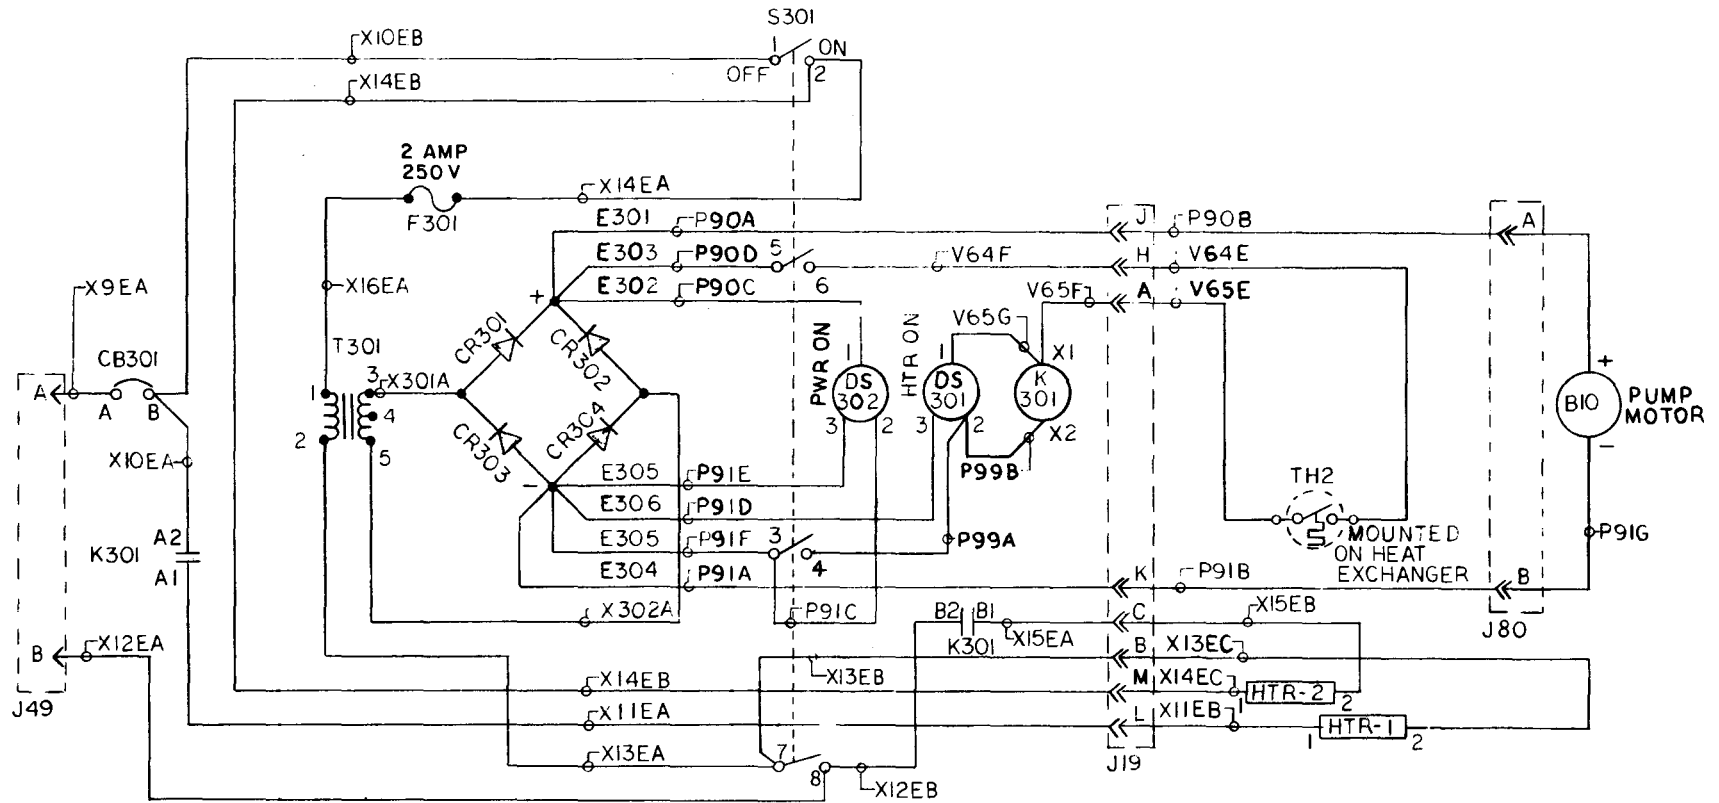 S301
X10EB
1
ON
OFF
2
X14EB
2 AMP
250V
F301
X14EA
E301
P90A
J
P90B
A
E303
P90D
5
6
V64F
H
V64E
E302
P90C
V65F
A
V65E
X9EA
X16EA
+
CR301
CR302
V65G
X1
PWR ON
HTR ON
1
1
CB301
T301
A
A
B
1
3
X301A
4
2
5
DS
302
DS
301
K
301
3
2
3
2
X2
+
B10
PUMP
MOTOR
-
CR303
CR3C4
X10EA
P99B
TH2
-
E305
P91E
E306
P91D
K301
A2
A1
E305
P91F
3
4
P99A
MOUNTED
ON HEAT
EXCHANGER
P91G
E304
P91A
K
P91B
B
X302A
P91C
B2
B1
K301
X15EA
C
X15EB
J80
B
X12EA
X13EB
B
X13EC
X14EB
M
X14EC
HTR-2
1
2
J49
X11EA
L
X11EB
HTR-1
1
2
X13EA
7
8
X12EB
J19